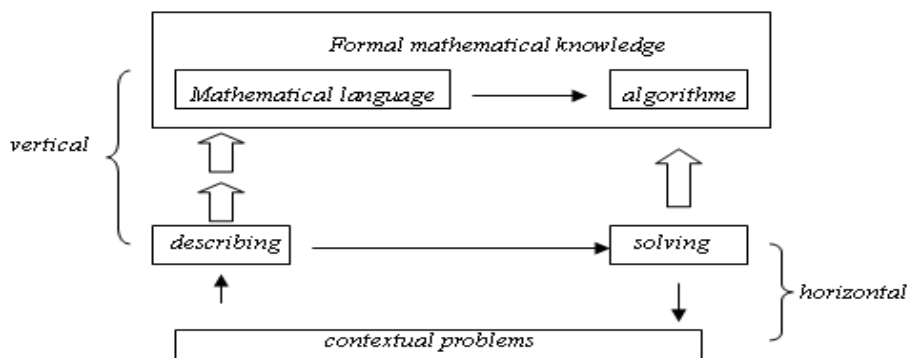 Formal mathematical knowledge
Mathematical language
algorithme
vertical
describing
solving
horizontal
contextual problems